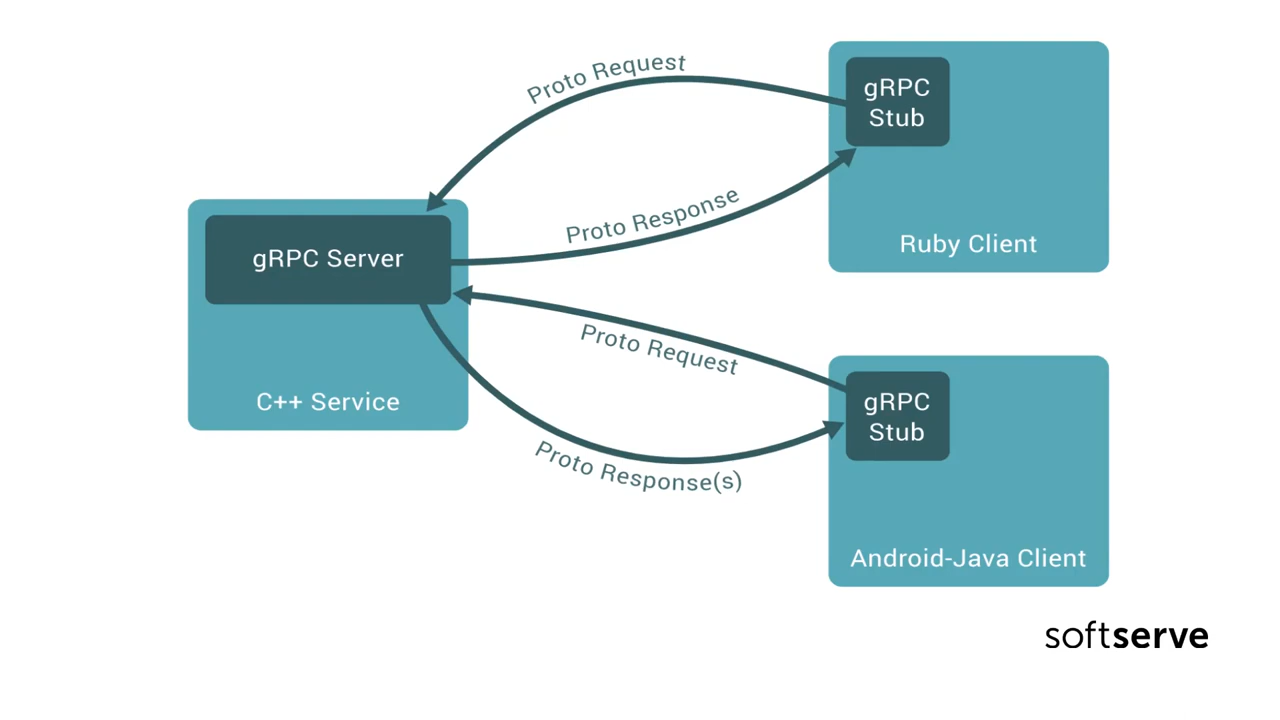 Proto Request
gRPC
Stub
Proto Response
Ruby Client
gRPC Server
C++ Service
Proto Request
gRPC
Stub
Proto Response(s)
Android-Java Client
softserve